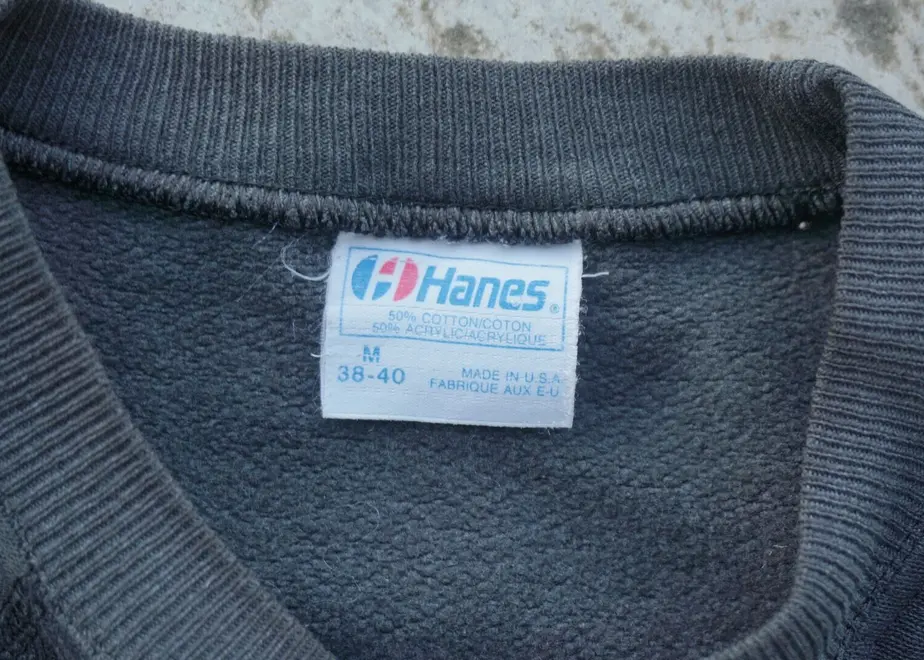 Hanes®
50% COTTON/COTON
50% ACRYLIC/ACRYLIQUE
M
38-40
MADE IN U.S.A.
FABRIQUE AUX E-U